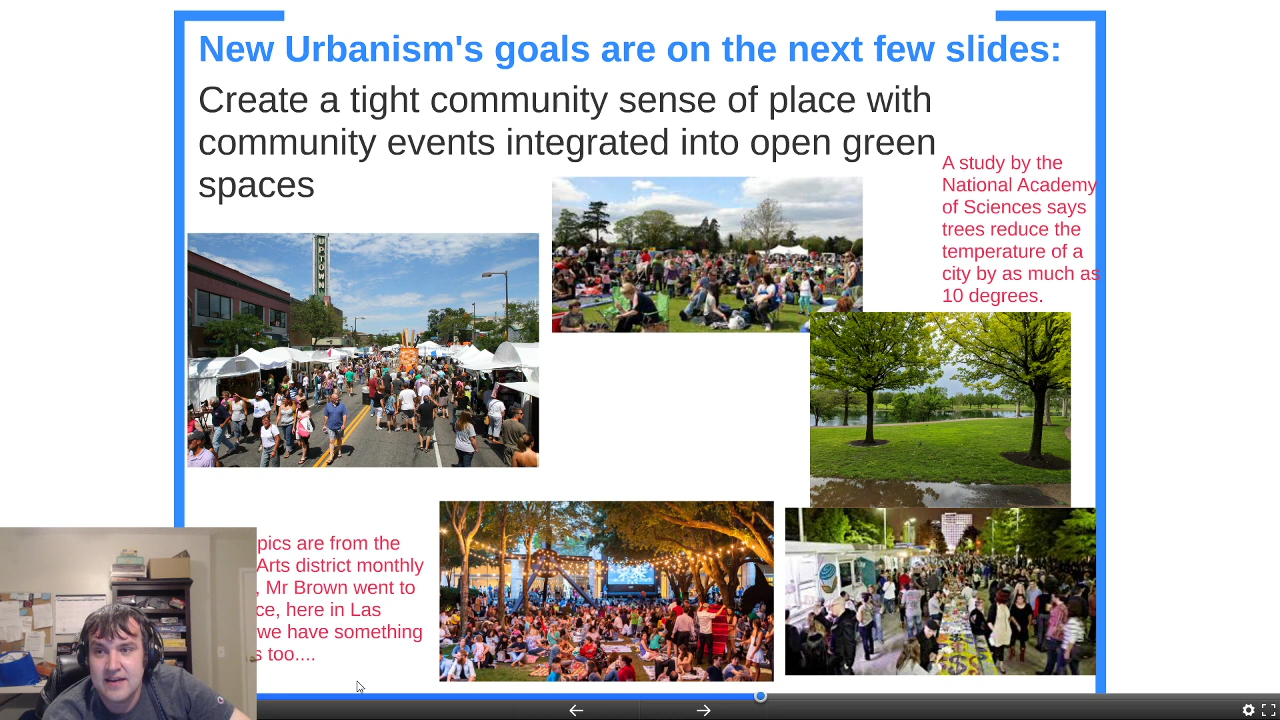 New Urbanism's goals are on the next few slides:
Create a tight community sense of place with
community events integrated into open green
spaces
A study by the
National Academy
of Sciences says
trees reduce the
temperature of a
city by as much as
10 degrees.
UPTOWN
pics are from the
Arts district monthly
, Mr Brown went to
ce, here in Las
we have something
s too....